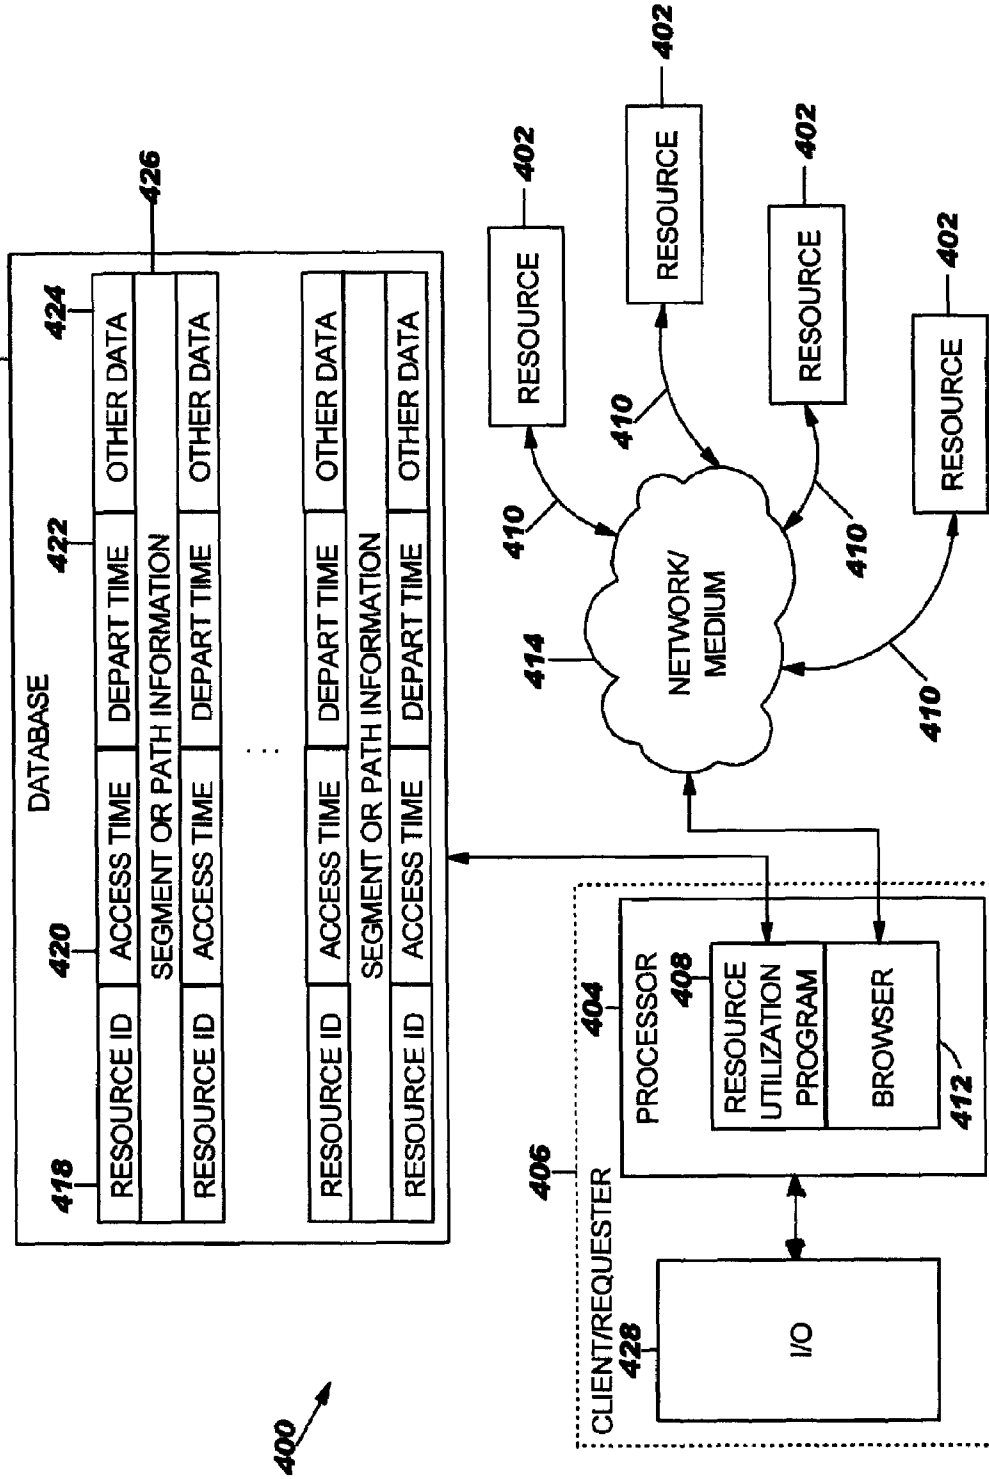 400
DATABASE
418
420
422
424
RESOURCE ID ACCESS TIME DEPART TIME OTHER DATA
SEGMENT OR PATH INFORMATION
426
RESOURCE ID ACCESS TIME DEPART TIME OTHER DATA
. . .
RESOURCE ID ACCESS TIME DEPART TIME OTHER DATA
SEGMENT OR PATH INFORMATION
RESOURCE ID ACCESS TIME DEPART TIME OTHER DATA
CLIENT/REQUESTER
406
428
I/O
404
PROCESSOR
408
RESOURCE
UTILIZATION
PROGRAM
BROWSER
412
414
NETWORK/
MEDIUM
410
RESOURCE
402
410
RESOURCE
402
410
RESOURCE
402
410
RESOURCE
402